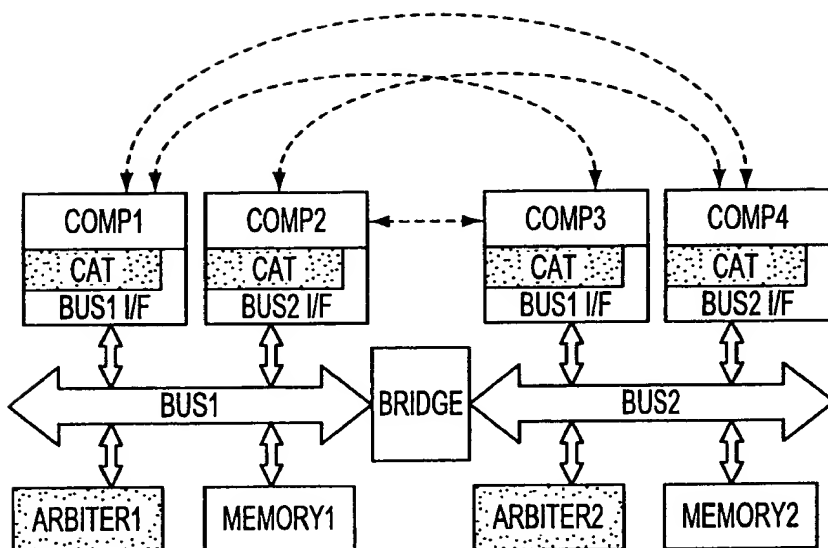 COMP1
COMP2
COMP3
COMP4
CAT
CAT
CAT
CAT
BUS1 I/F
BUS2 I/F
BUS1 I/F
BUS2 I/F
BUS1
BRIDGE
BUS2
ARBITER1
MEMORY1
ARBITER2
MEMORY2